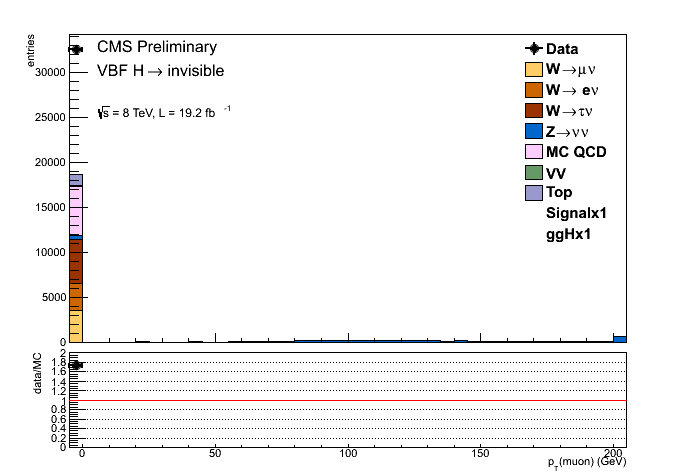 entries
CMS Preliminary
VBF H → invisible
√s = 8 TeV, L = 19.2 fb⁻¹
Data
W→μν
W→ eν
W→τν
Z→νν
MC QCD
VV
Top
Signalx1
ggHx1
30000
25000
20000
15000
10000
5000
0
data/MC
2
1.8
1.6
1.4
1.2
1
0.8
0.6
0.4
0.2
0
0 50 100 150 200
p_T(muon) (GeV)